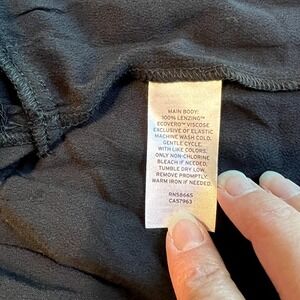 MAIN BODY:
100% LENZING™
ECOVERO™ VISCOSE
EXCLUSIVE OF ELASTIC
MACHINE WASH COLD,
GENTLE CYCLE.
WITH LIKE COLORS.
ONLY NON-CHLORINE
BLEACH IF NEEDED.
TUMBLE DRY LOW,
REMOVE PROMPTLY.
WARM IRON IF NEEDED.
RN58665
CA57963